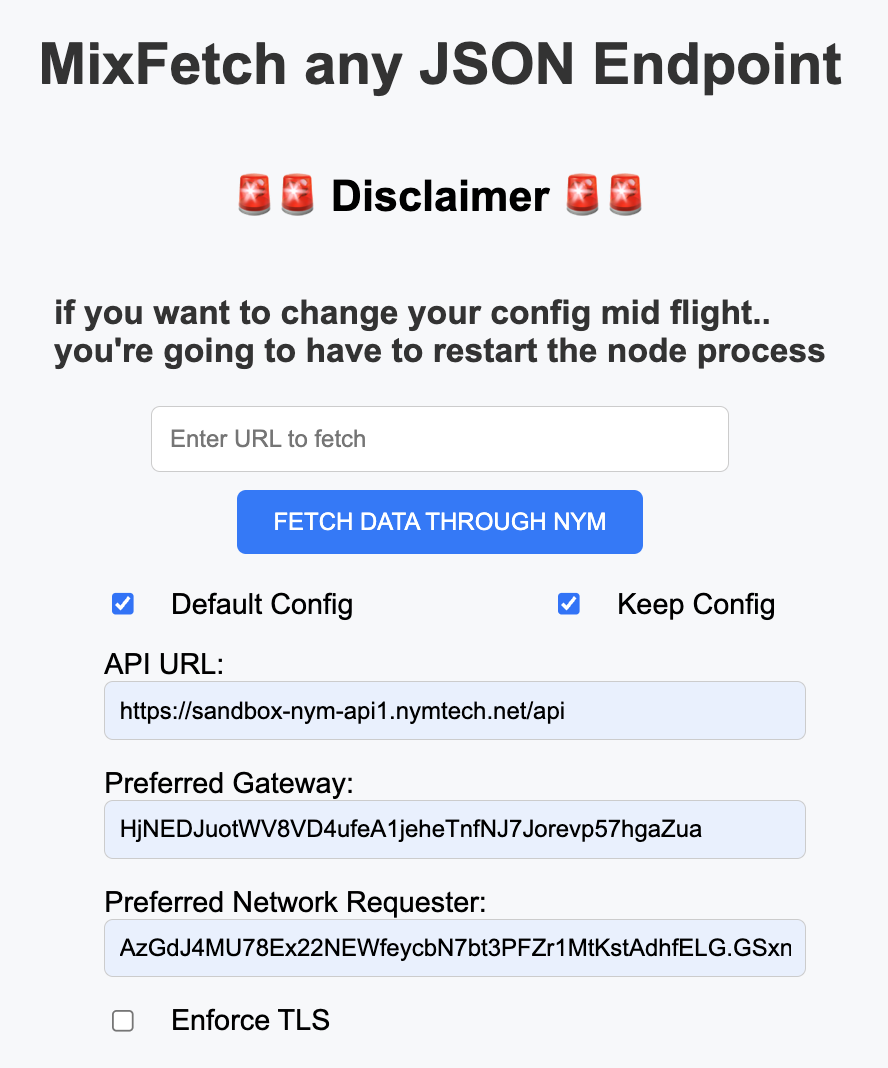 MixFetch any JSON Endpoint
🚨🚨 Disclaimer 🚨🚨
if you want to change your config mid flight..
you're going to have to restart the node process
Enter URL to fetch
FETCH DATA THROUGH NYM
Default Config
Keep Config
API URL:
https://sandbox-nym-api1.nymtech.net/api
Preferred Gateway:
HjNEDJuotWV8VD4ufeA1jeheTnfNJ7Jorevp57hgaZua
Preferred Network Requester:
AzGdJ4MU78Ex22NEWfeycbN7bt3PFZr1MtKstAdhfELG.GSxn
Enforce TLS